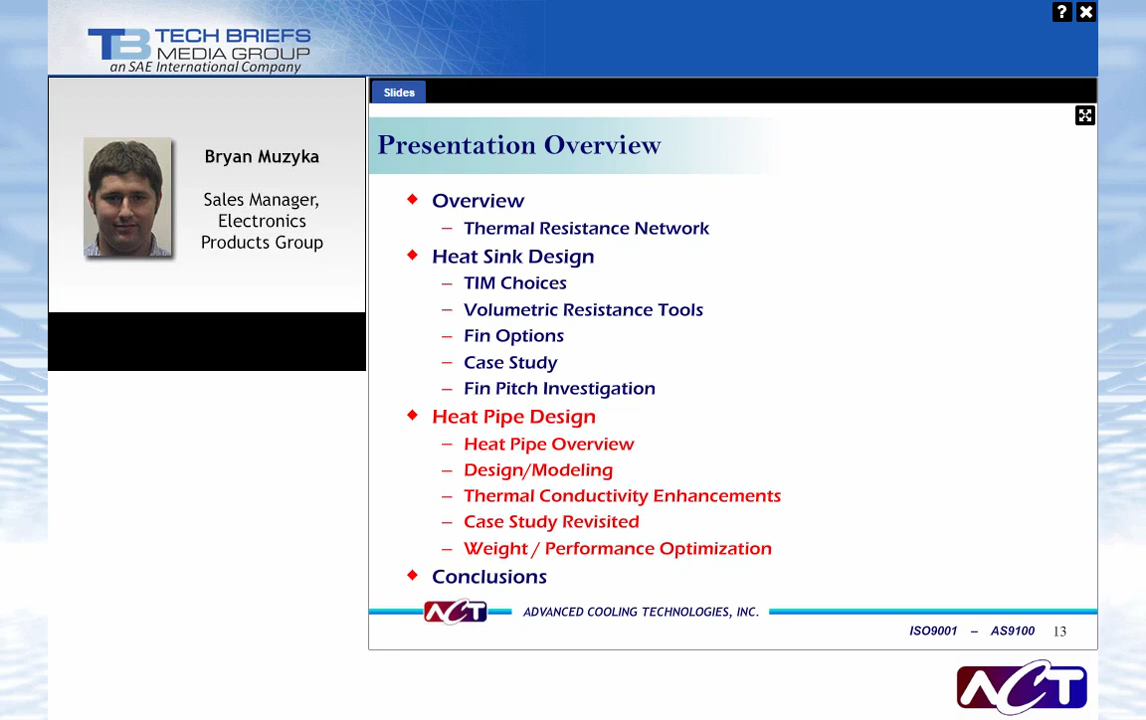 ? X
TB TECH BRIEFS
MEDIA GROUP
an SAE International Company
Slides
Bryan Muzyka
Sales Manager,
Electronics
Products Group
Presentation Overview
Overview
– Thermal Resistance Network
Heat Sink Design
– TIM Choices
– Volumetric Resistance Tools
– Fin Options
– Case Study
– Fin Pitch Investigation
Heat Pipe Design
– Heat Pipe Overview
– Design/Modeling
– Thermal Conductivity Enhancements
– Case Study Revisited
– Weight / Performance Optimization
Conclusions
ACT ADVANCED COOLING TECHNOLOGIES, INC.
ISO9001 – AS9100 13
ACT